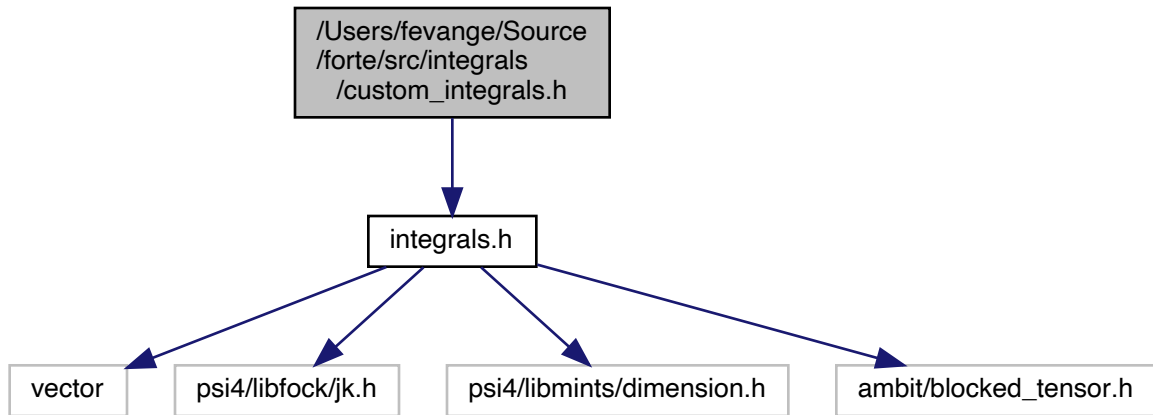 /Users/fevange/Source
/forte/src/integrals
/custom_integrals.h
integrals.h
vector
psi4/libfock/jk.h
psi4/libmints/dimension.h
ambit/blocked_tensor.h